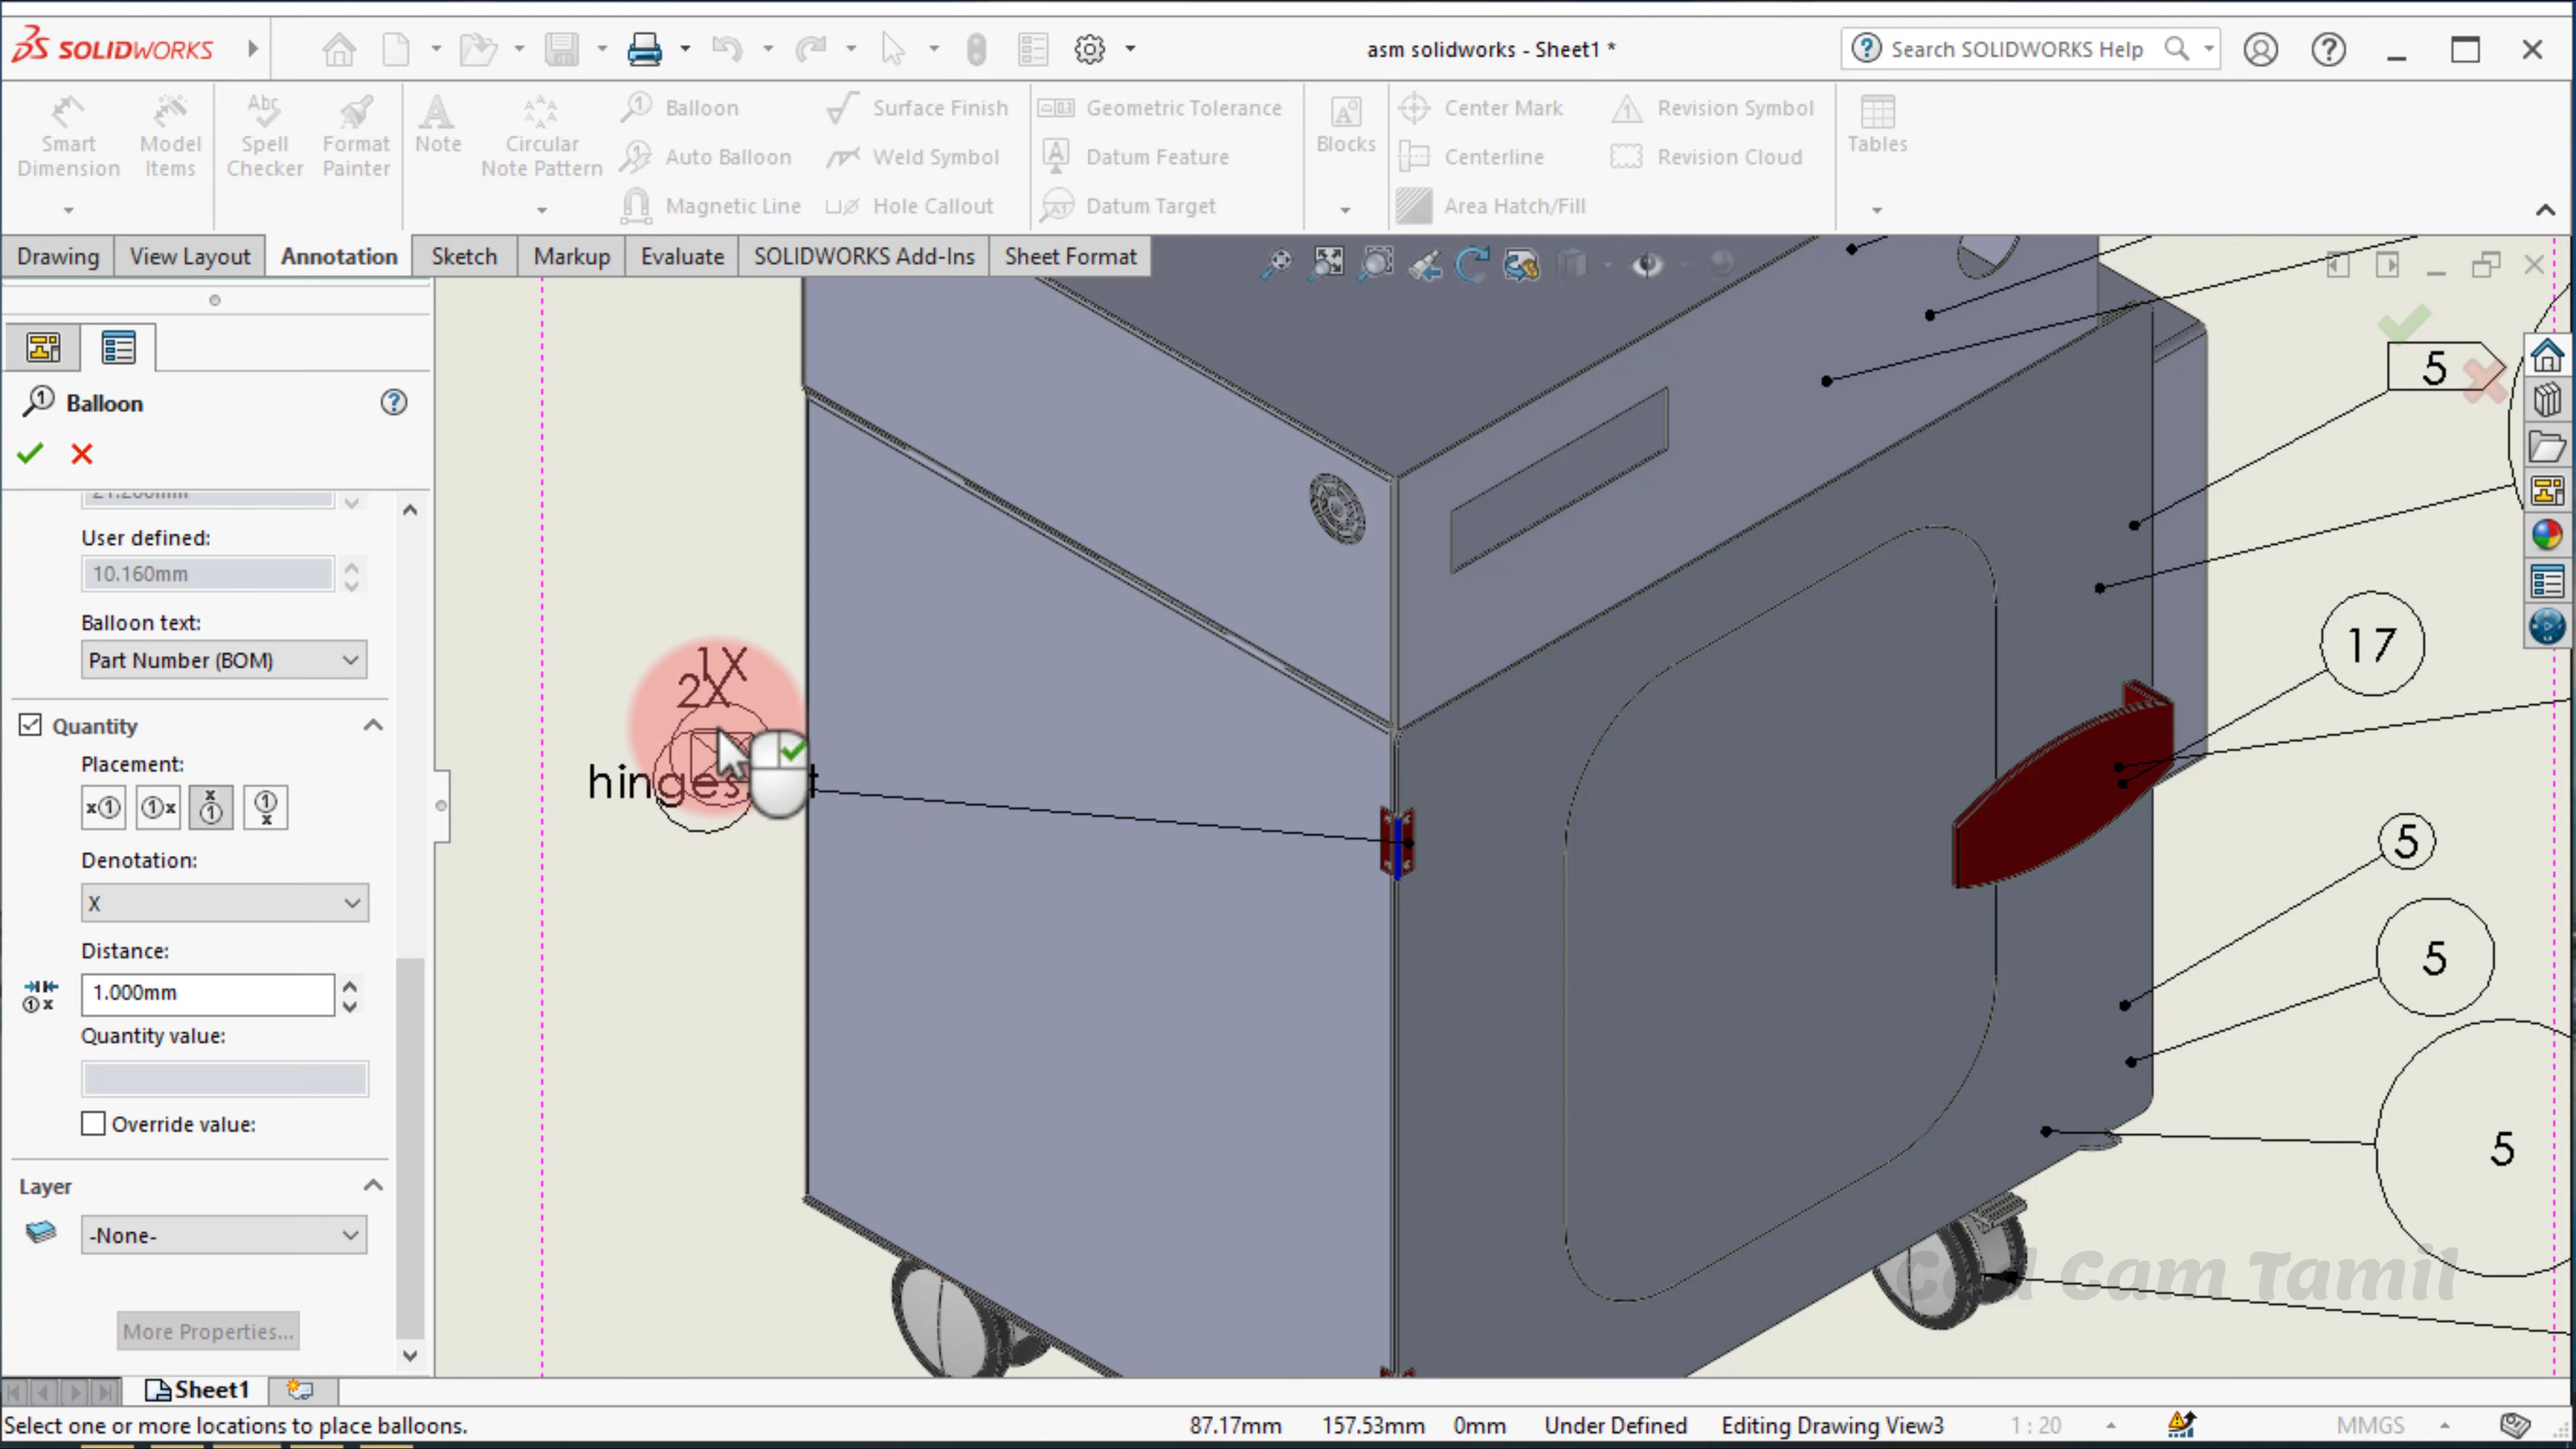 SOLIDWORKS
asm solidworks - Sheet1 *
Search SOLIDWORKS Help
Smart Dimension
Model Items
Spell Checker
Format Painter
Note
Circular Note Pattern
Balloon
Auto Balloon
Magnetic Line
Surface Finish
Weld Symbol
Hole Callout
Geometric Tolerance
Datum Feature
Datum Target
Blocks
Center Mark
Centerline
Area Hatch/Fill
Revision Symbol
Revision Cloud
Tables
Drawing
View Layout
Annotation
Sketch
Markup
Evaluate
SOLIDWORKS Add-Ins
Sheet Format
Balloon
User defined:
10.160mm
Balloon text:
Part Number (BOM)
Quantity
Placement:
Denotation:
X
Distance:
1.000mm
Quantity value:
Override value:
Layer
-None-
More Properties...
1X
2X
5
17
5
5
5
Cad Cam Tamil
Sheet1
Select one or more locations to place balloons.
87.17mm
157.53mm
0mm
Under Defined
Editing Drawing View3
1 : 20
MMGS